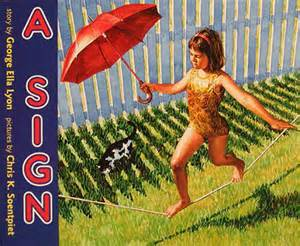 A SIGN
story by George Ella Lyon
pictures by Chris K. Soentpiet